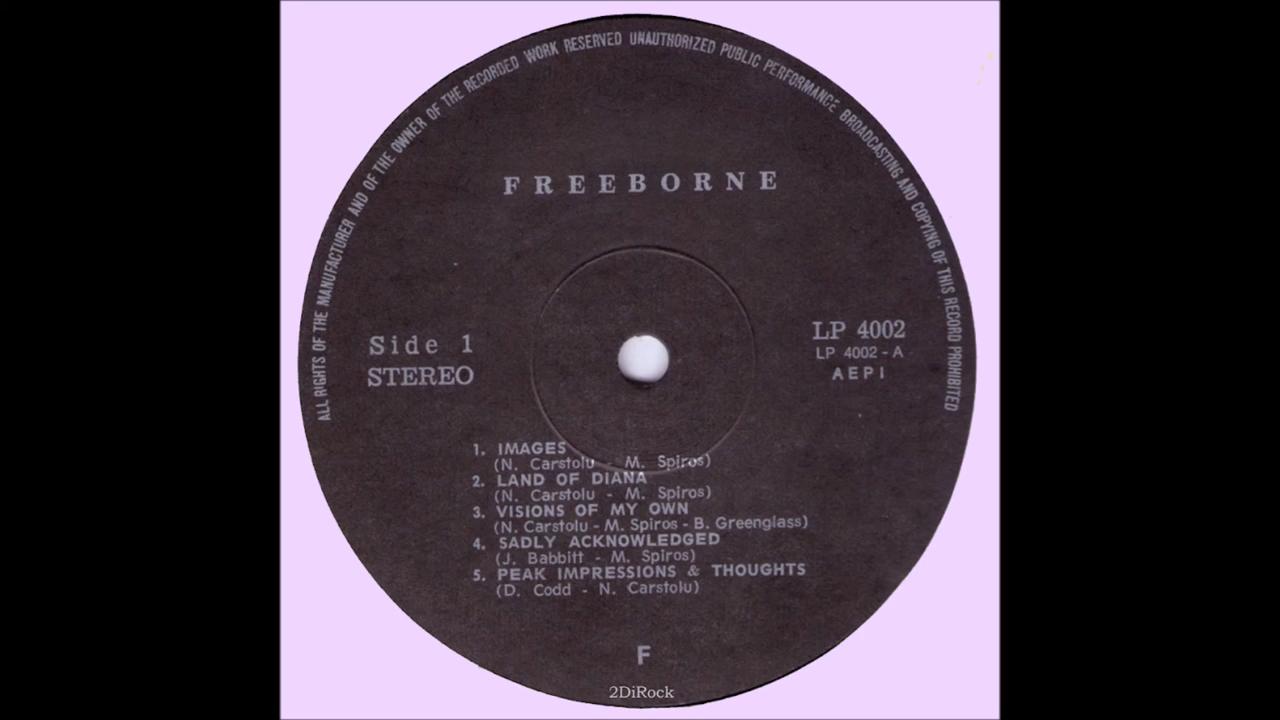 ALL RIGHTS OF THE MANUFACTURER AND OF THE OWNER OF THE RECORDED WORK RESERVED UNAUTHORIZED PUBLIC PERFORMANCE BROADCASTING AND COPYING OF THIS RECORD PROHIBITED
FREEBORNE
Side 1
STEREO
LP 4002
LP 4002-A
AEPI
1. IMAGES
(N. Carstolu - M. Spiros)
2. LAND OF DIANA
(N. Carstolu - M. Spiros)
3. VISIONS OF MY OWN
(N. Carstolu - M. Spiros - B. Greenglass)
4. SADLY ACKNOWLEDGED
(J. Babbitt - M. Spiros)
5. PEAK IMPRESSIONS & THOUGHTS
(D. Codd - N. Carstolu)
F
2DiRock